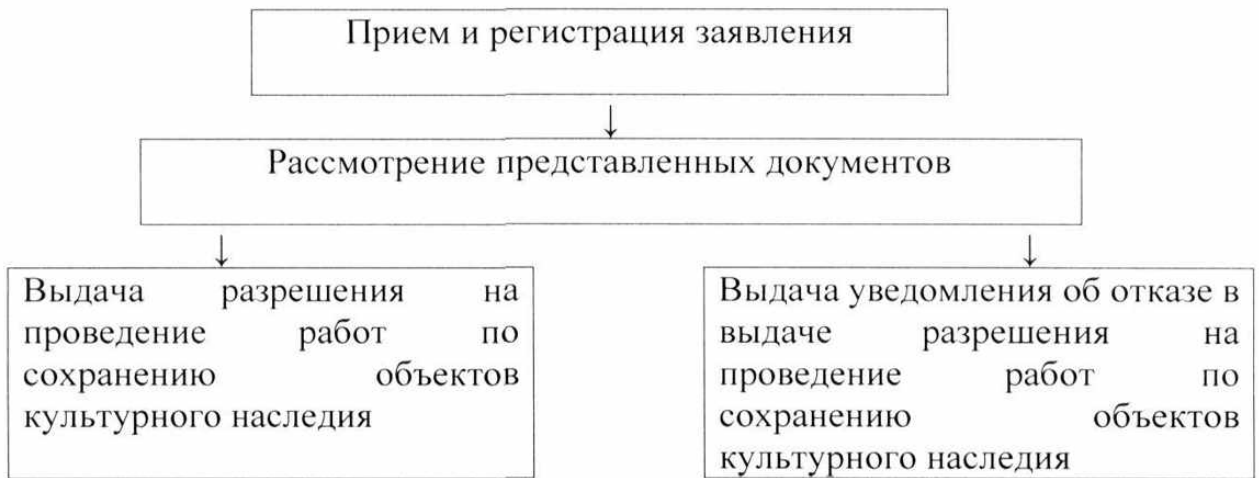 Прием и регистрация заявления
↓
Рассмотрение представленных документов
↓ ↓
Выдача разрешения на
проведение работ по
сохранению объектов
культурного наследия
Выдача уведомления об отказе в
выдаче разрешения на
проведение работ по
сохранению объектов
культурного наследия